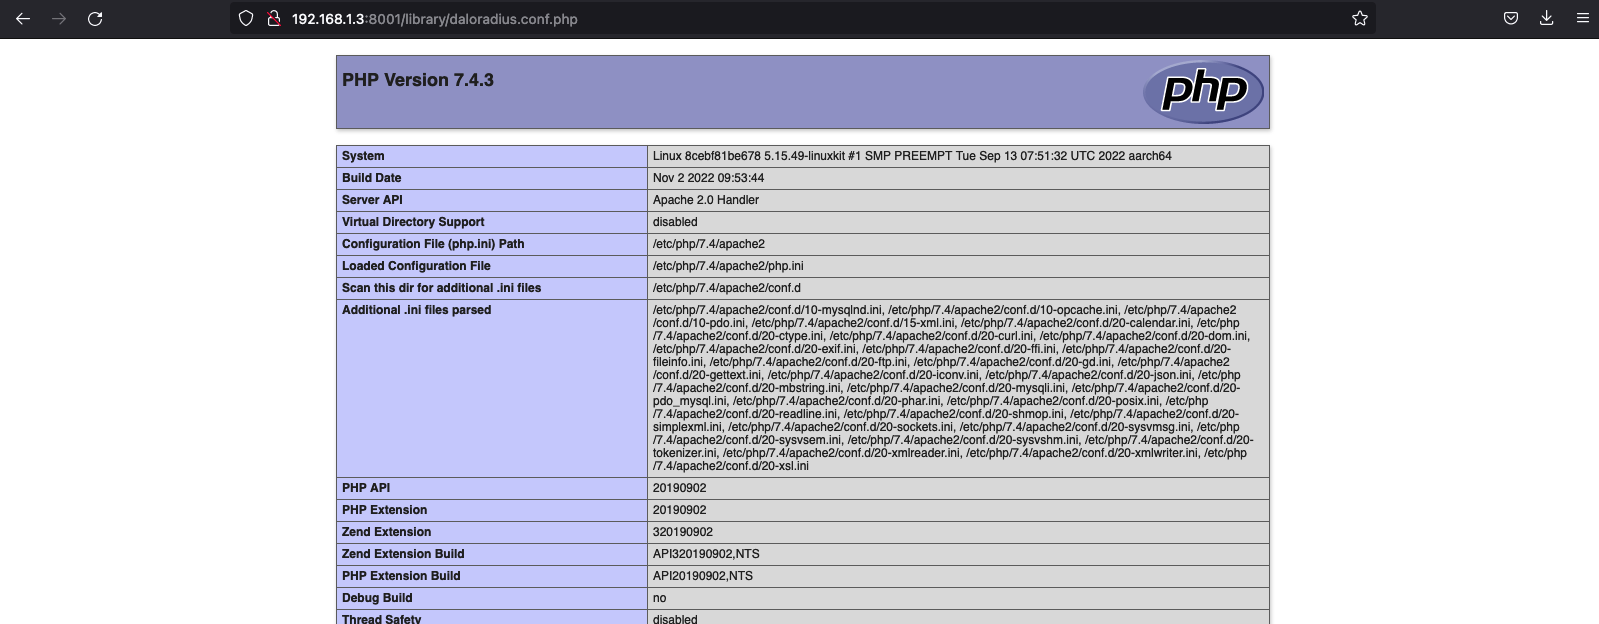 192.168.1.3:8001/library/daloradius.conf.php
PHP Version 7.4.3
php
System Linux 8cebf81be678 5.15.49-linuxkit #1 SMP PREEMPT Tue Sep 13 07:51:32 UTC 2022 aarch64
Build Date Nov 2 2022 09:53:44
Server API Apache 2.0 Handler
Virtual Directory Support disabled
Configuration File (php.ini) Path /etc/php/7.4/apache2
Loaded Configuration File /etc/php/7.4/apache2/php.ini
Scan this dir for additional .ini files /etc/php/7.4/apache2/conf.d
Additional .ini files parsed /etc/php/7.4/apache2/conf.d/10-mysqlnd.ini, /etc/php/7.4/apache2/conf.d/10-opcache.ini, /etc/php/7.4/apache2
/conf.d/10-pdo.ini, /etc/php/7.4/apache2/conf.d/15-xml.ini, /etc/php/7.4/apache2/conf.d/20-calendar.ini, /etc/php
/7.4/apache2/conf.d/20-ctype.ini, /etc/php/7.4/apache2/conf.d/20-curl.ini, /etc/php/7.4/apache2/conf.d/20-dom.ini,
/etc/php/7.4/apache2/conf.d/20-exif.ini, /etc/php/7.4/apache2/conf.d/20-ffi.ini, /etc/php/7.4/apache2/conf.d/20-
fileinfo.ini, /etc/php/7.4/apache2/conf.d/20-ftp.ini, /etc/php/7.4/apache2/conf.d/20-gd.ini, /etc/php/7.4/apache2
/conf.d/20-gettext.ini, /etc/php/7.4/apache2/conf.d/20-iconv.ini, /etc/php/7.4/apache2/conf.d/20-json.ini, /etc/php
/7.4/apache2/conf.d/20-mbstring.ini, /etc/php/7.4/apache2/conf.d/20-mysqli.ini, /etc/php/7.4/apache2/conf.d/20-
pdo_mysql.ini, /etc/php/7.4/apache2/conf.d/20-phar.ini, /etc/php/7.4/apache2/conf.d/20-posix.ini, /etc/php
/7.4/apache2/conf.d/20-readline.ini, /etc/php/7.4/apache2/conf.d/20-shmop.ini, /etc/php/7.4/apache2/conf.d/20-
simplexml.ini, /etc/php/7.4/apache2/conf.d/20-sockets.ini, /etc/php/7.4/apache2/conf.d/20-sysvmsg.ini, /etc/php
/7.4/apache2/conf.d/20-sysvsem.ini, /etc/php/7.4/apache2/conf.d/20-sysvshm.ini, /etc/php/7.4/apache2/conf.d/20-
tokenizer.ini, /etc/php/7.4/apache2/conf.d/20-xmlreader.ini, /etc/php/7.4/apache2/conf.d/20-xmlwriter.ini, /etc/php
/7.4/apache2/conf.d/20-xsl.ini
PHP API 20190902
PHP Extension 20190902
Zend Extension 320190902
Zend Extension Build API320190902,NTS
PHP Extension Build API20190902,NTS
Debug Build no
Thread Safety disabled